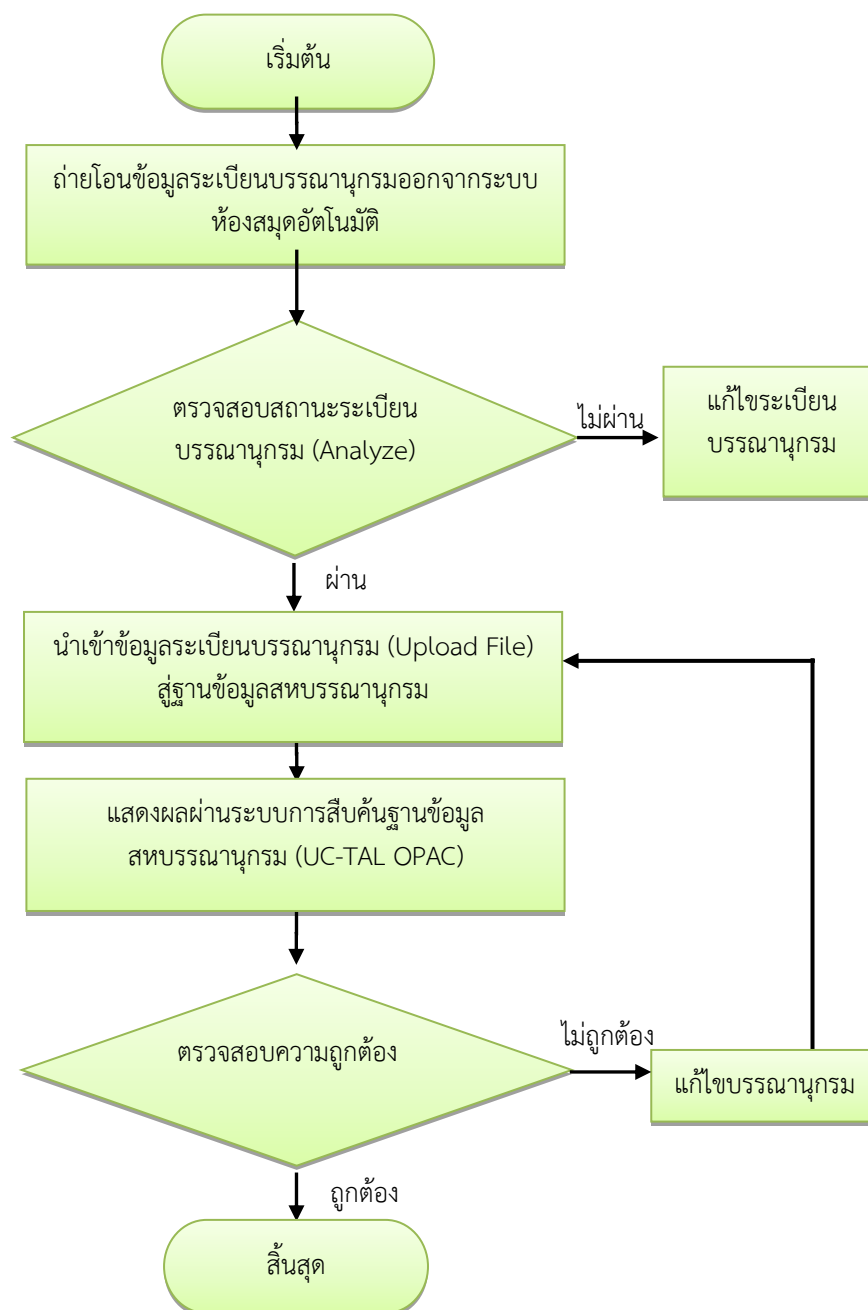 เริ่มต้น
ถ่ายโอนข้อมูลระเบียนบรรณานุกรมออกจากระบบ
ห้องสมุดอัตโนมัติ
ตรวจสอบสถานะระเบียน
บรรณานุกรม (Analyze)
ไม่ผ่าน
แก้ไขระเบียน
บรรณานุกรม
ผ่าน
นำเข้าข้อมูลระเบียนบรรณานุกรม (Upload File)
สู่ฐานข้อมูลสหบรรณานุกรม
แสดงผลผ่านระบบการสืบค้นฐานข้อมูล
สหบรรณานุกรม (UC-TAL OPAC)
ตรวจสอบความถูกต้อง
ไม่ถูกต้อง
แก้ไขบรรณานุกรม
ถูกต้อง
สิ้นสุด